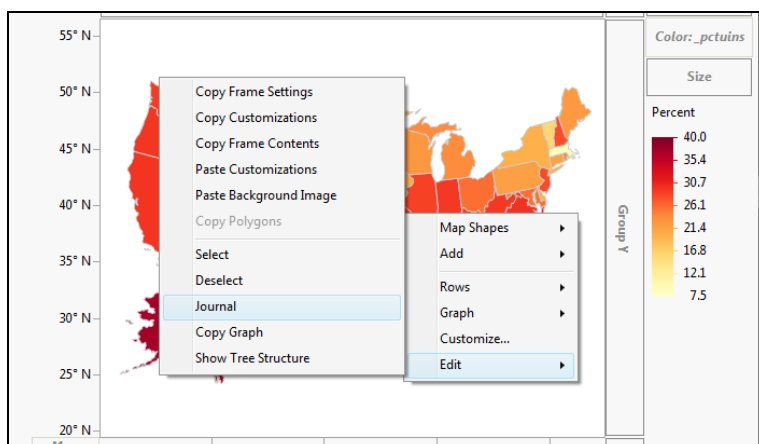 55° N
50° N
45° N
40° N
35° N
30° N
25° N
20° N
Copy Frame Settings
Copy Customizations
Copy Frame Contents
Paste Customizations
Paste Background Image
Copy Polygons
Select
Deselect
Journal
Copy Graph
Show Tree Structure
Map Shapes
Add
Rows
Graph
Customize...
Edit
Group Y
Color: _pctuins
Size
Percent
40.0
35.4
30.7
26.1
21.4
16.8
12.1
7.5